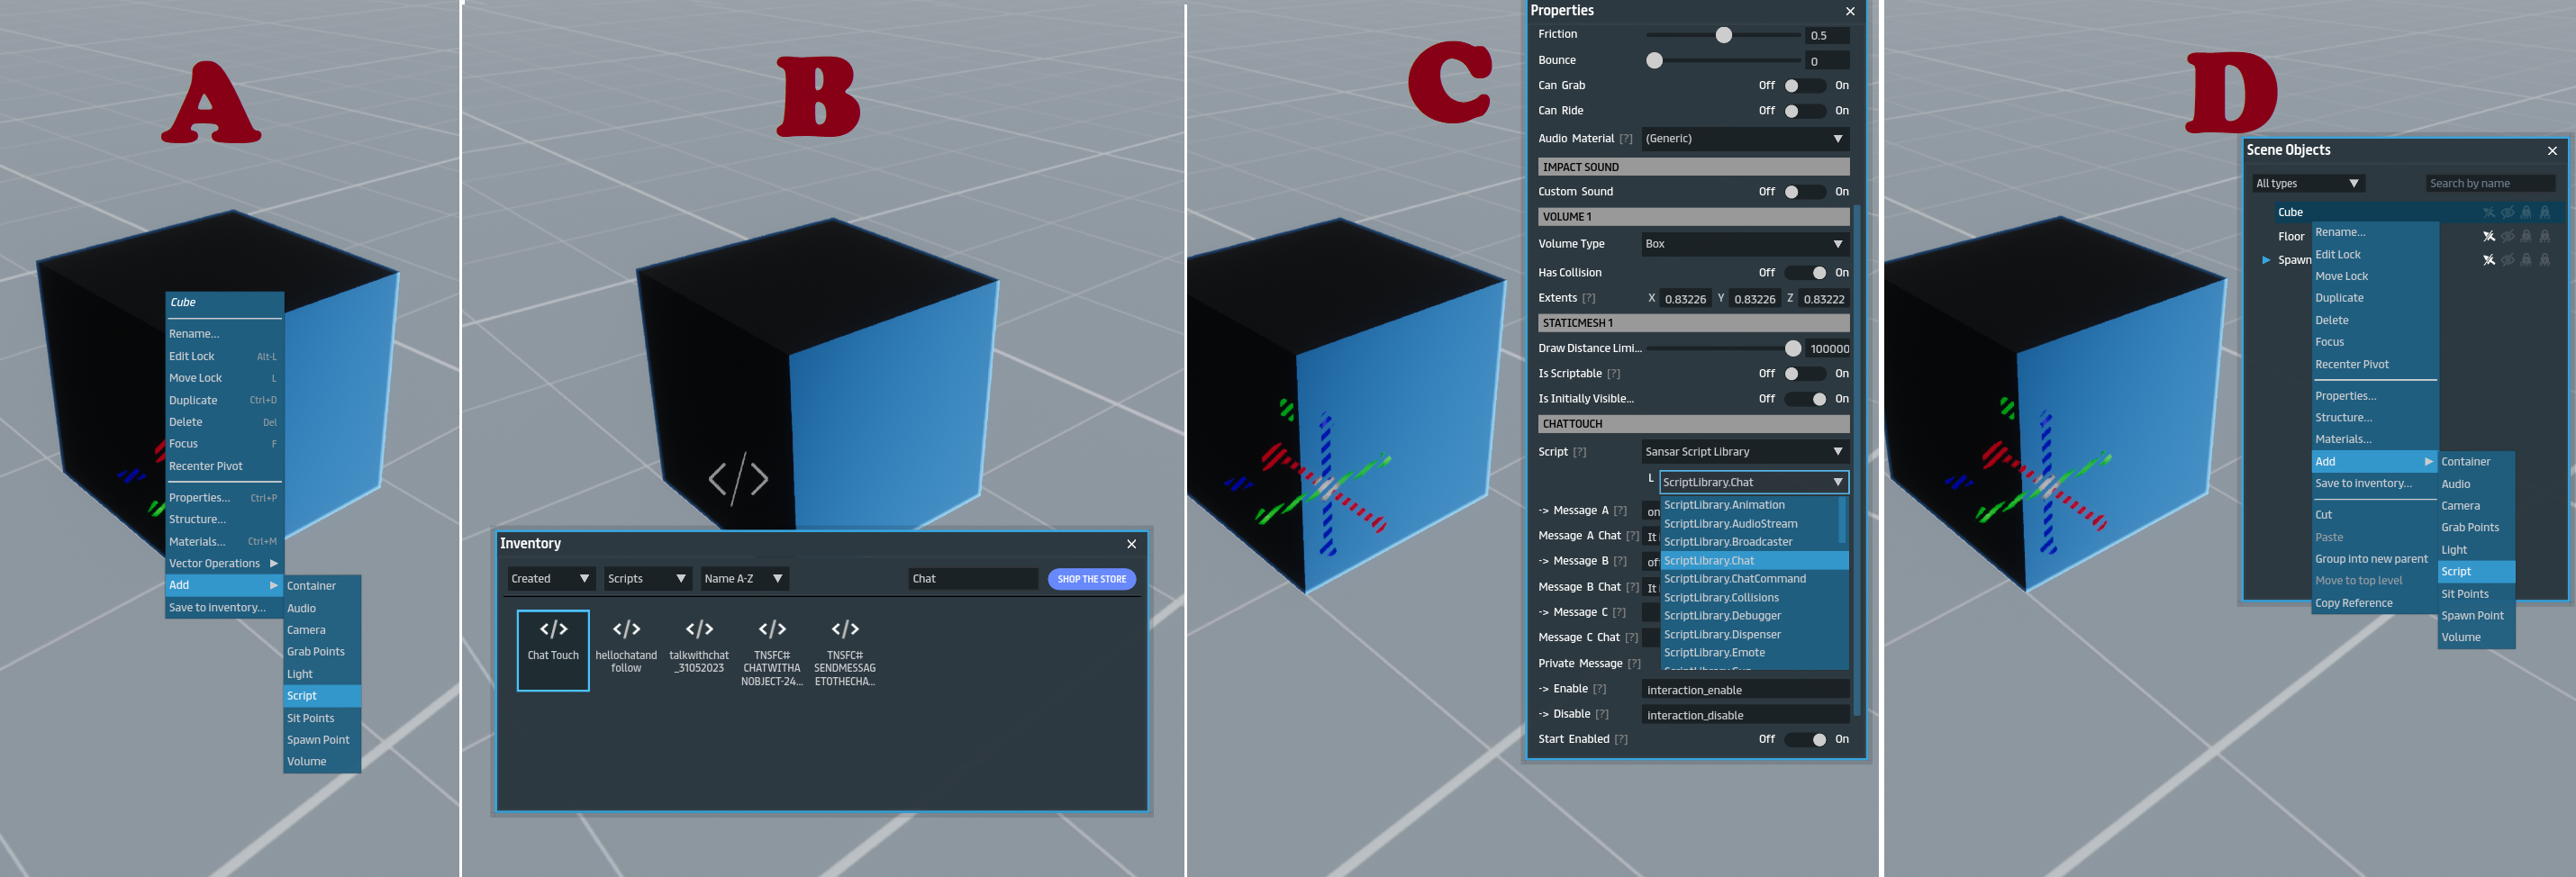 A
Cube
Rename...
Edit Lock Alt-L
Move Lock L
Duplicate Ctrl+D
Delete Del
Focus F
Recenter Pivot
Properties... Ctrl+P
Structure...
Materials... Ctrl+M
Vector Operations
Add
Save to inventory...
Container
Audio
Camera
Grab Points
Light
Script
Sit Points
Spawn Point
Volume
B
</>
Inventory
Created Scripts Name A-Z Chat SHOP THE STORE
</> </> </> </> </>
Chat Touch
hellochatand
follow
talkwithchat
_31052023
TNSFC#
CHATWITHA
NOBJECT-24...
TNSFC#
SENDMESSAG
ETOTHECHA...
C
Properties
Friction 0.5
Bounce 0
Can Grab Off On
Can Ride Off On
Audio Material [?] (Generic)
IMPACT SOUND
Custom Sound Off On
VOLUME 1
Volume Type Box
Has Collision Off On
Extents [?] X 0.83226 Y 0.83226 Z 0.83222
STATICMESH 1
Draw Distance Limi... 100000
Is Scriptable [?] Off On
Is Initially Visible... Off On
CHATTOUCH
Script [?] Sansar Script Library
L ScriptLibrary.Chat
ScriptLibrary.Animation
ScriptLibrary.AudioStream
ScriptLibrary.Broadcaster
ScriptLibrary.Chat
ScriptLibrary.ChatCommand
ScriptLibrary.Collisions
ScriptLibrary.Debugger
ScriptLibrary.Dispenser
ScriptLibrary.Emote
-> Message A [?] on
Message A Chat [?] It
-> Message B [?] of
Message B Chat [?] It
-> Message C [?]
Message C Chat [?]
Private Message [?]
-> Enable [?] interaction_enable
-> Disable [?] interaction_disable
Start Enabled [?] Off On
D
Scene Objects
All types Search by name
Cube
Floor
Spawn
Rename...
Edit Lock
Move Lock
Duplicate
Delete
Focus
Recenter Pivot
Properties...
Structure...
Materials...
Add
Save to inventory...
Cut
Paste
Group into new parent
Move to top level
Copy Reference
Container
Audio
Camera
Grab Points
Light
Script
Sit Points
Spawn Point
Volume